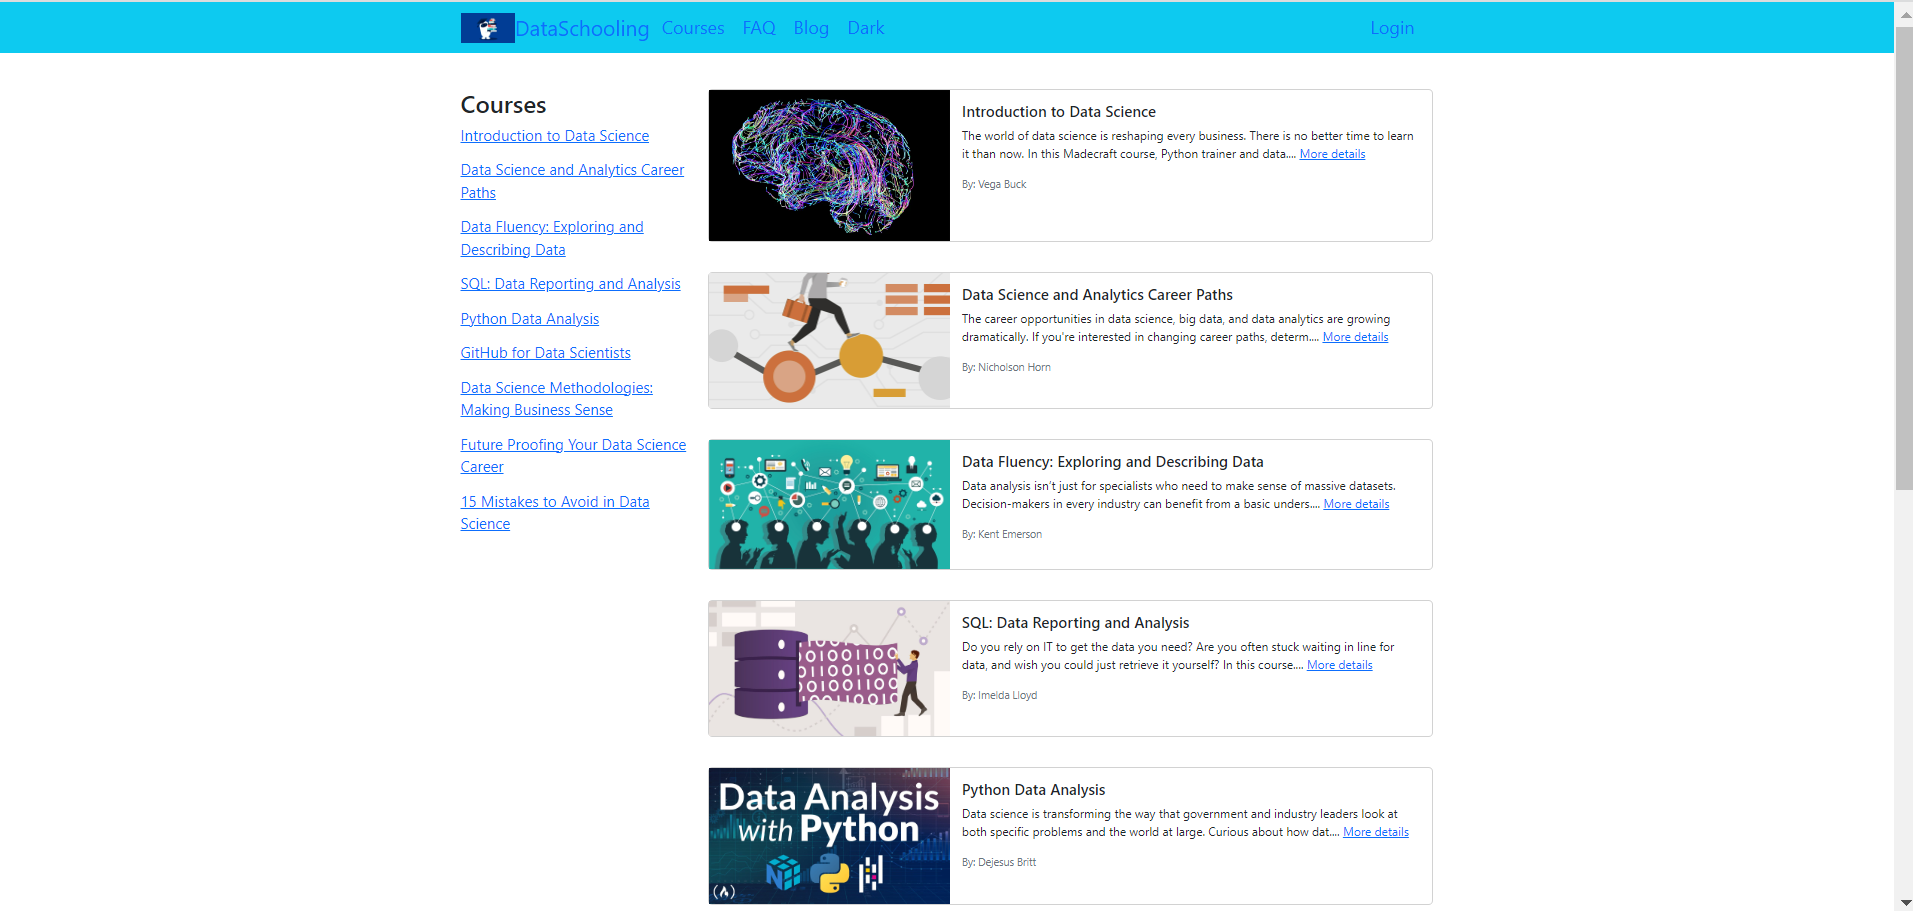 DataSchooling Courses FAQ Blog Dark Login
Courses
Introduction to Data Science
Data Science and Analytics Career
Paths
Data Fluency: Exploring and
Describing Data
SQL: Data Reporting and Analysis
Python Data Analysis
GitHub for Data Scientists
Data Science Methodologies:
Making Business Sense
Future Proofing Your Data Science
Career
15 Mistakes to Avoid in Data
Science
Introduction to Data Science
The world of data science is reshaping every business. There is no better time to learn
it than now. In this Madecraft course, Python trainer and data.... More details
By: Vega Buck
Data Science and Analytics Career Paths
The career opportunities in data science, big data, and data analytics are growing
dramatically. If you're interested in changing career paths, determ.... More details
By: Nicholson Horn
Data Fluency: Exploring and Describing Data
Data analysis isn't just for specialists who need to make sense of massive datasets.
Decision-makers in every industry can benefit from a basic unders.... More details
By: Kent Emerson
0100110
10101100
01001100
0100110
SQL: Data Reporting and Analysis
Do you rely on IT to get the data you need? Are you often stuck waiting in line for
data, and wish you could just retrieve it yourself? In this course.... More details
By: Imelda Lloyd
Data Analysis
with Python
Python Data Analysis
Data science is transforming the way that government and industry leaders look at
both specific problems and the world at large. Curious about how dat.... More details
By: Dejesus Britt